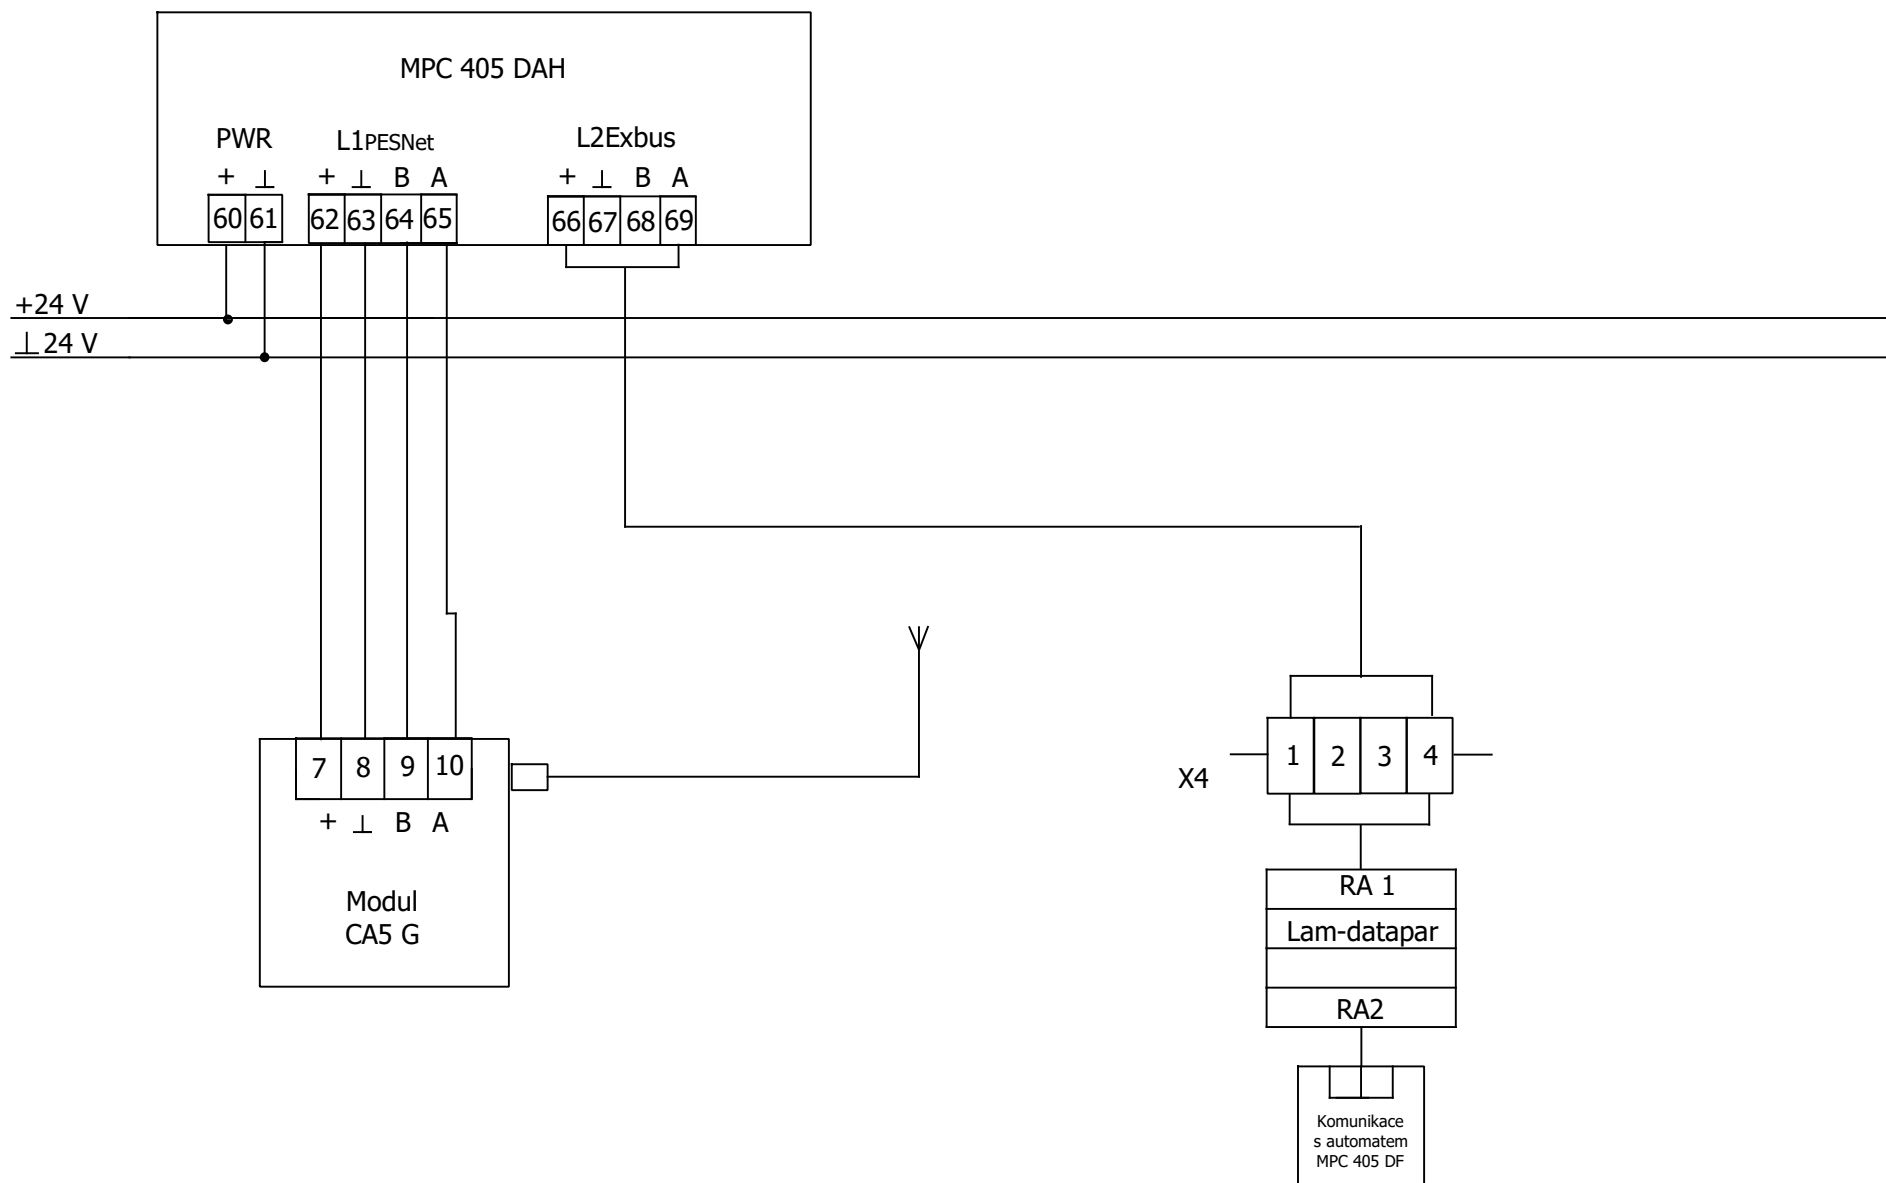 MPC 405 DAH
PWR L1PESNet L2Exbus
+ ⊥ + ⊥ B A + ⊥ B A
60 61 62 63 64 65 66 67 68 69
+24 V
⊥ 24 V
7 8 9 10
+ ⊥ B A
Modul
CA5 G
1 2 3 4
X4
RA 1
Lam-datapar
RA2
Komunikace
s automatem
MPC 405 DF